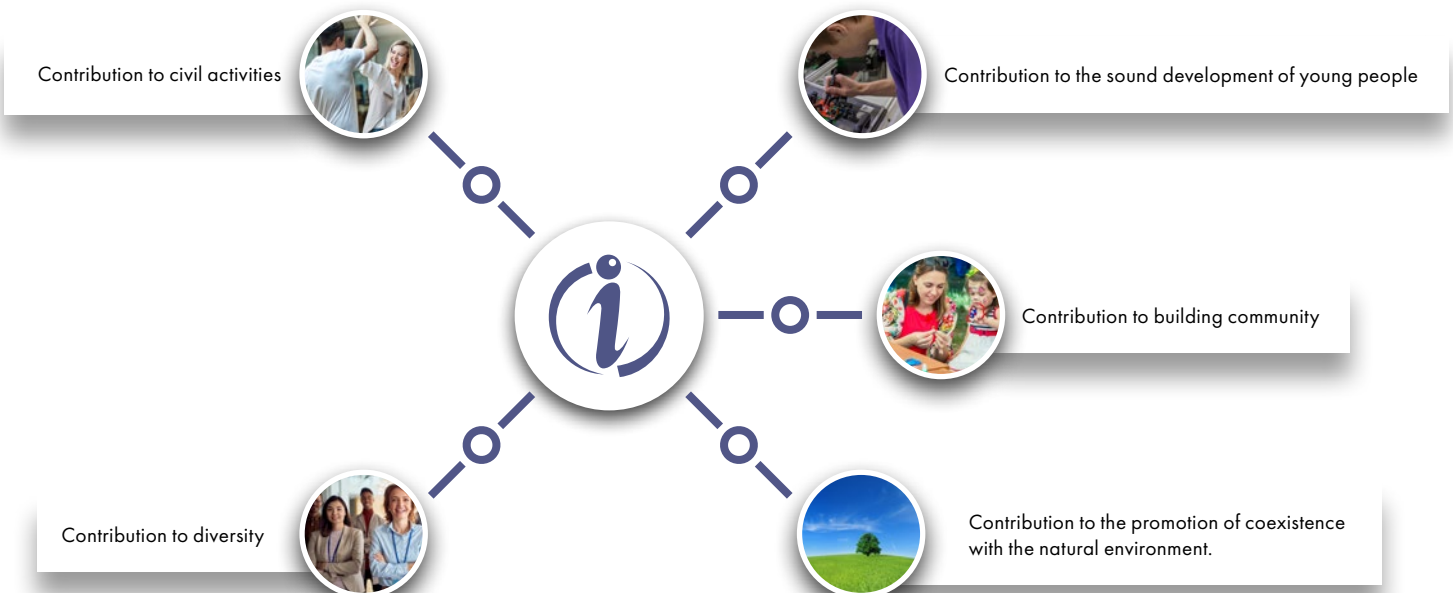 Contribution to civil activities
Contribution to the sound development of young people
Contribution to building community
Contribution to diversity
Contribution to the promotion of coexistence
with the natural environment.